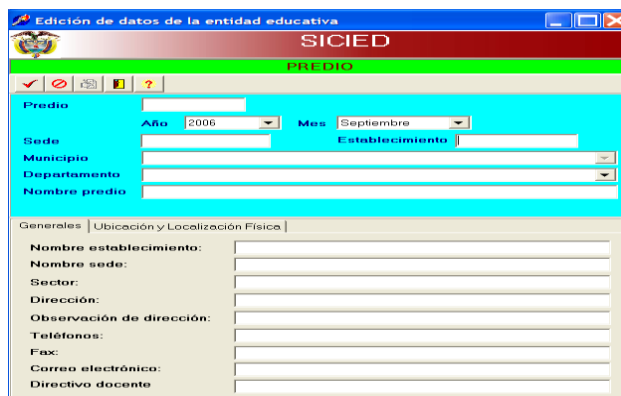 Edición de datos de la entidad educativa
SICIED
PREDIO
?
Predio
Año 2006 Mes Septiembre
Sede Establecimiento
Municipio
Departamento
Nombre predio
Generales Ubicación y Localización Física
Nombre establecimiento:
Nombre sede:
Sector:
Dirección:
Observación de dirección:
Teléfonos:
Fax:
Correo electrónico:
Directivo docente